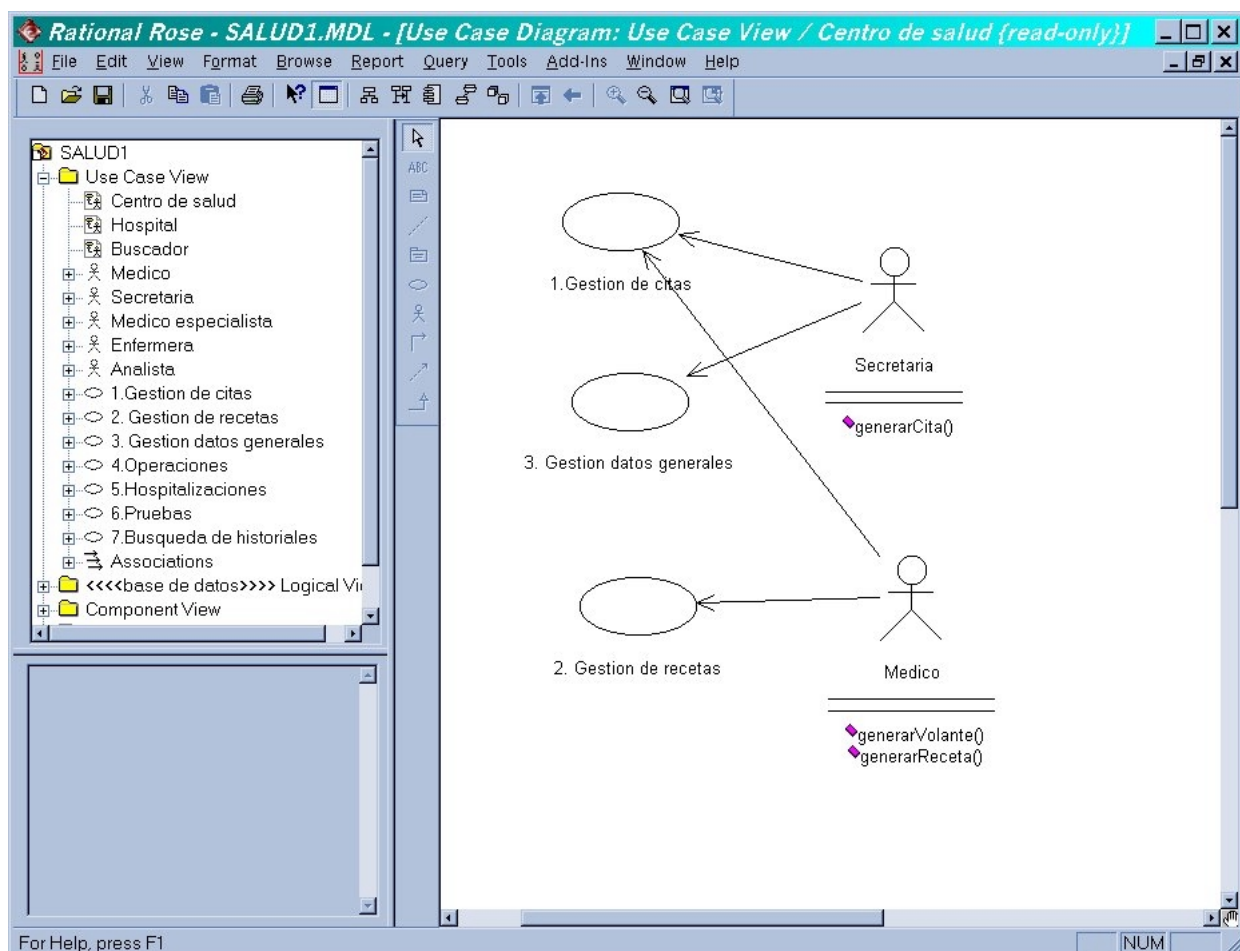 Rational Rose - SALUD1.MDL - [Use Case Diagram: Use Case View / Centro de salud {read-only}]
File Edit View Format Browse Report Query Tools Add-Ins Window Help
SALUD1
Use Case View
Centro de salud
Hospital
Buscador
Medico
Secretaria
Medico especialista
Enfermera
Analista
1.Gestion de citas
2. Gestion de recetas
3. Gestion datos generales
4.Operaciones
5.Hospitalizaciones
6.Pruebas
7.Busqueda de historiales
Associations
<<<<base de datos>>>> Logical Vi
Component View
ABC
1.Gestion de citas
Secretaria
generarCita()
3. Gestion datos generales
2. Gestion de recetas
Medico
generarVolante()
generarReceta()
For Help, press F1
NUM